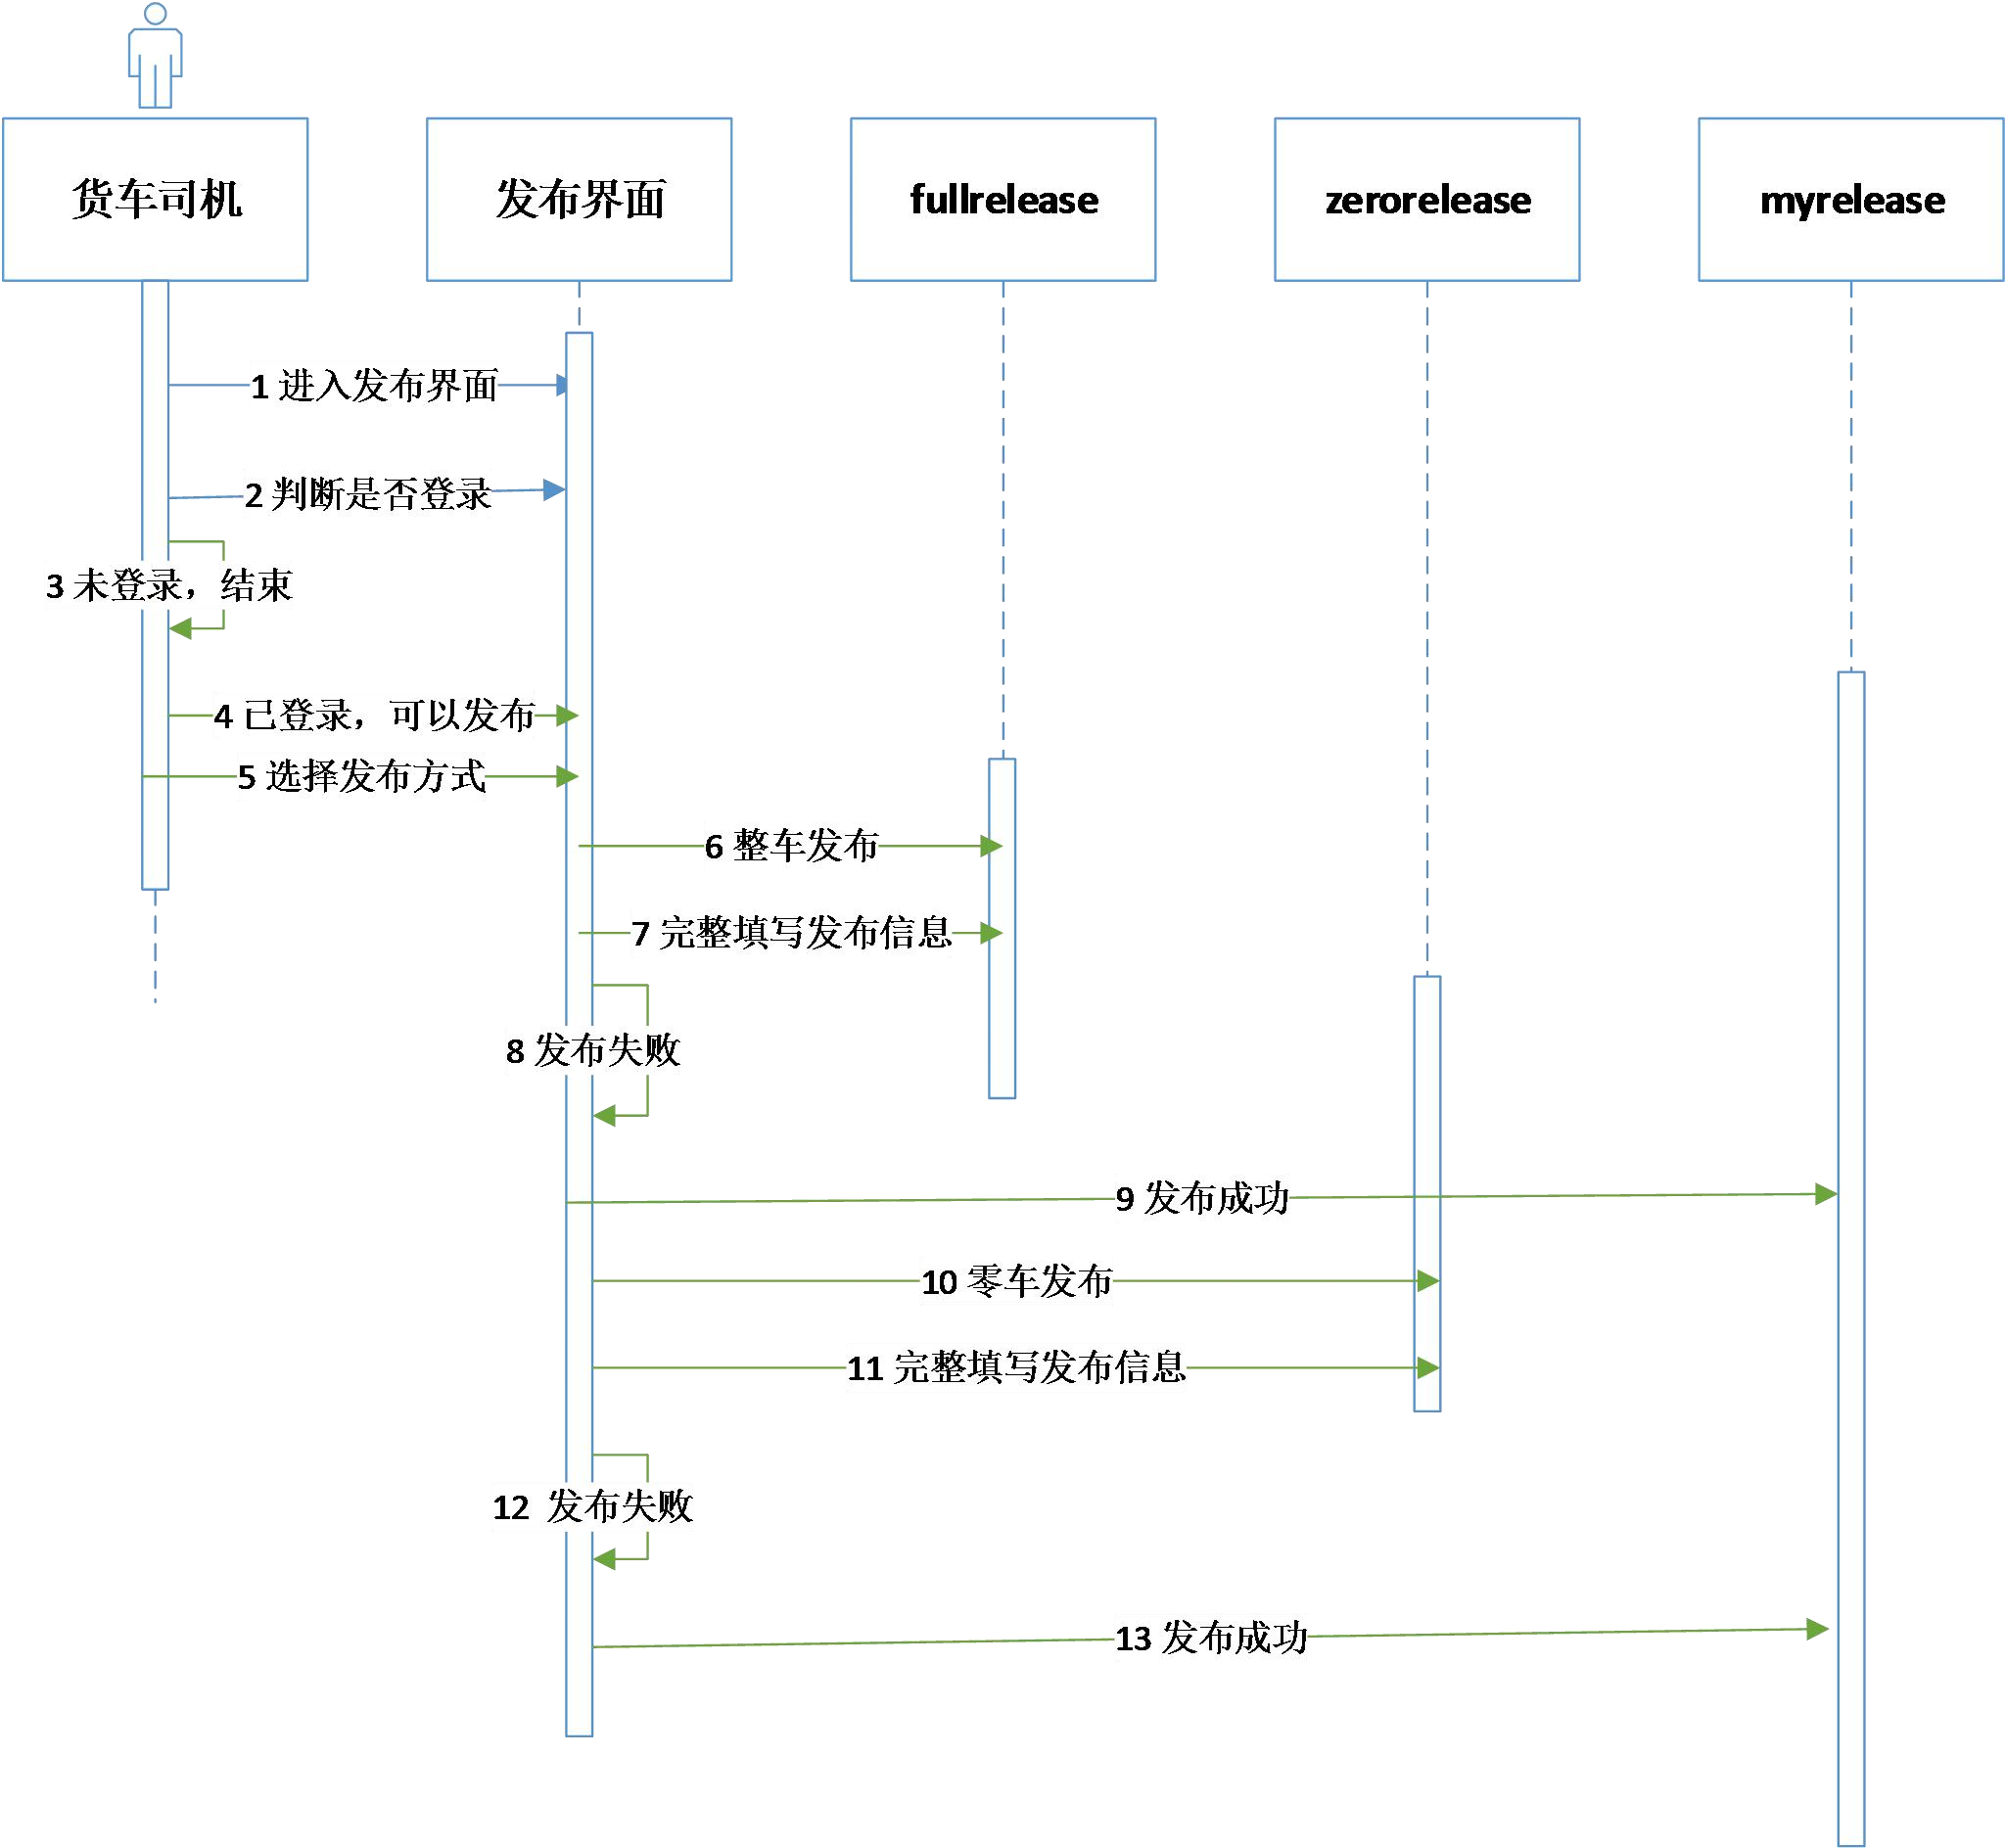 货车司机
发布界面
fullrelease
zerorelease
myrelease
1 进入发布界面
2 判断是否登录
3 未登录，结束
4 已登录，可以发布
5 选择发布方式
6 整车发布
7 完整填写发布信息
8 发布失败
9 发布成功
10 零车发布
11 完整填写发布信息
12 发布失败
13 发布成功